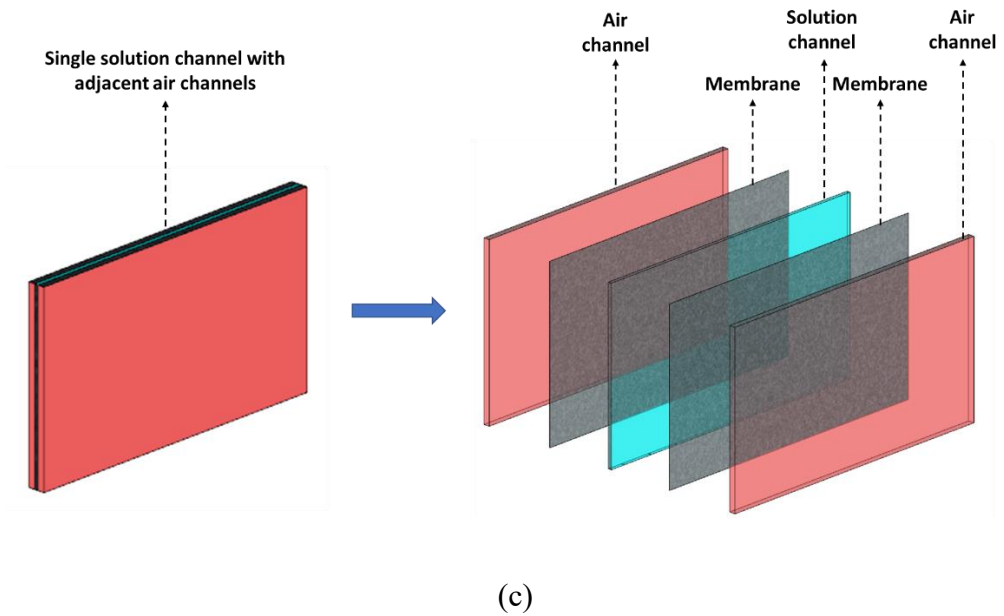 Single solution channel with
adjacent air channels
Air
channel
Membrane
Solution
channel
Membrane
Air
channel
(c)